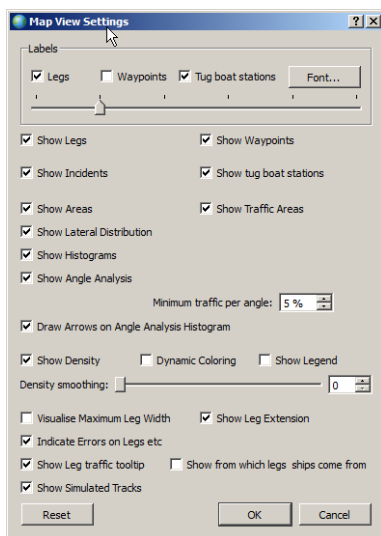 Map View Settings
Labels
Legs Waypoints Tug boat stations Font...
Show Legs Show Waypoints
Show Incidents Show tug boat stations
Show Areas Show Traffic Areas
Show Lateral Distribution
Show Histograms
Show Angle Analysis
Minimum traffic per angle: 5 %
Draw Arrows on Angle Analysis Histogram
Show Density Dynamic Coloring Show Legend
Density smoothing: 0
Visualise Maximum Leg Width Show Leg Extension
Indicate Errors on Legs etc
Show Leg traffic tooltip Show from which legs ships come from
Show Simulated Tracks
Reset OK Cancel